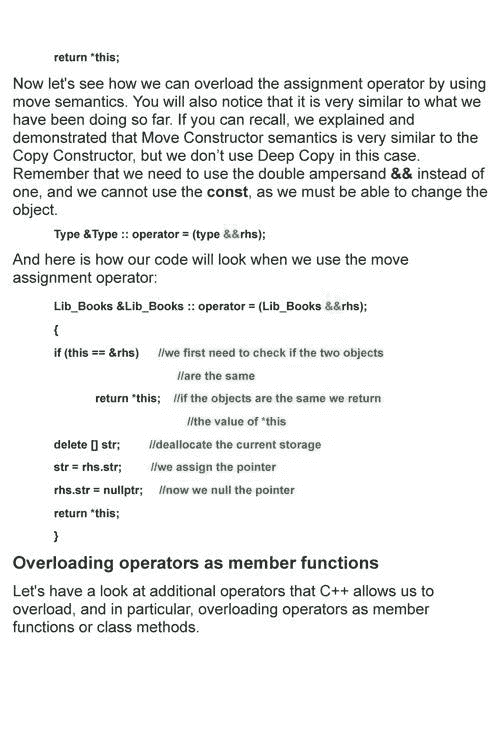 return *this;
Now let's see how we can overload the assignment operator by using
move semantics. You will also notice that it is very similar to what we
have been doing so far. If you can recall, we explained and
demonstrated that Move Constructor semantics is very similar to the
Copy Constructor, but we don’t use Deep Copy in this case.
Remember that we need to use the double ampersand && instead of
one, and we cannot use the const, as we must be able to change the
object.
Type &Type :: operator = (type &&rhs);
And here is how our code will look when we use the move
assignment operator:
Lib_Books &Lib_Books :: operator = (Lib_Books &&rhs);
{
if (this == &rhs) //we first need to check if the two objects
//are the same
return *this; //if the objects are the same we return
//the value of *this
delete [] str; //deallocate the current storage
str = rhs.str; //we assign the pointer
rhs.str = nullptr; //now we null the pointer
return *this;
}
Overloading operators as member functions
Let's have a look at additional operators that C++ allows us to
overload, and in particular, overloading operators as member
functions or class methods.